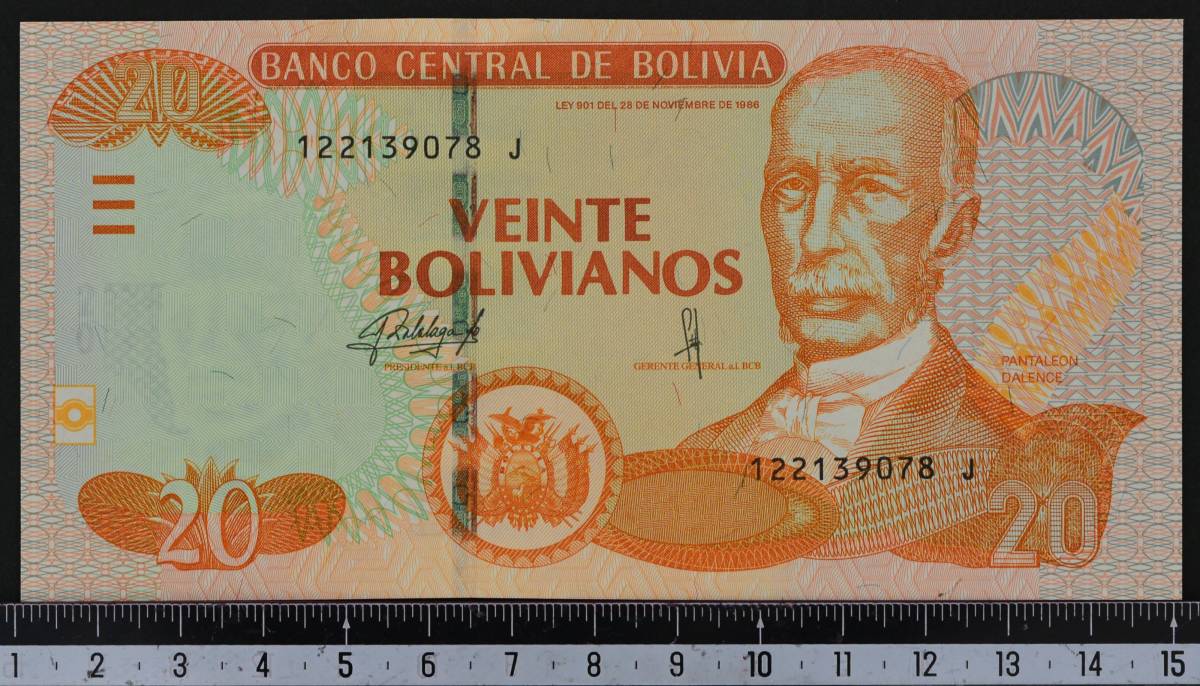 20
BANCO CENTRAL DE BOLIVIA
LEY 901 DEL 28 DE NOVIEMBRE DE 1986
122139078 J
VEINTE
BOLIVIANOS
PRESIDENTE a.i. BCB
GERENTE GENERAL a.i. BCB
PANTALEON
DALENCE
122139078 J
20
20
1 2 3 4 5 6 7 8 9 10 11 12 13 14 15